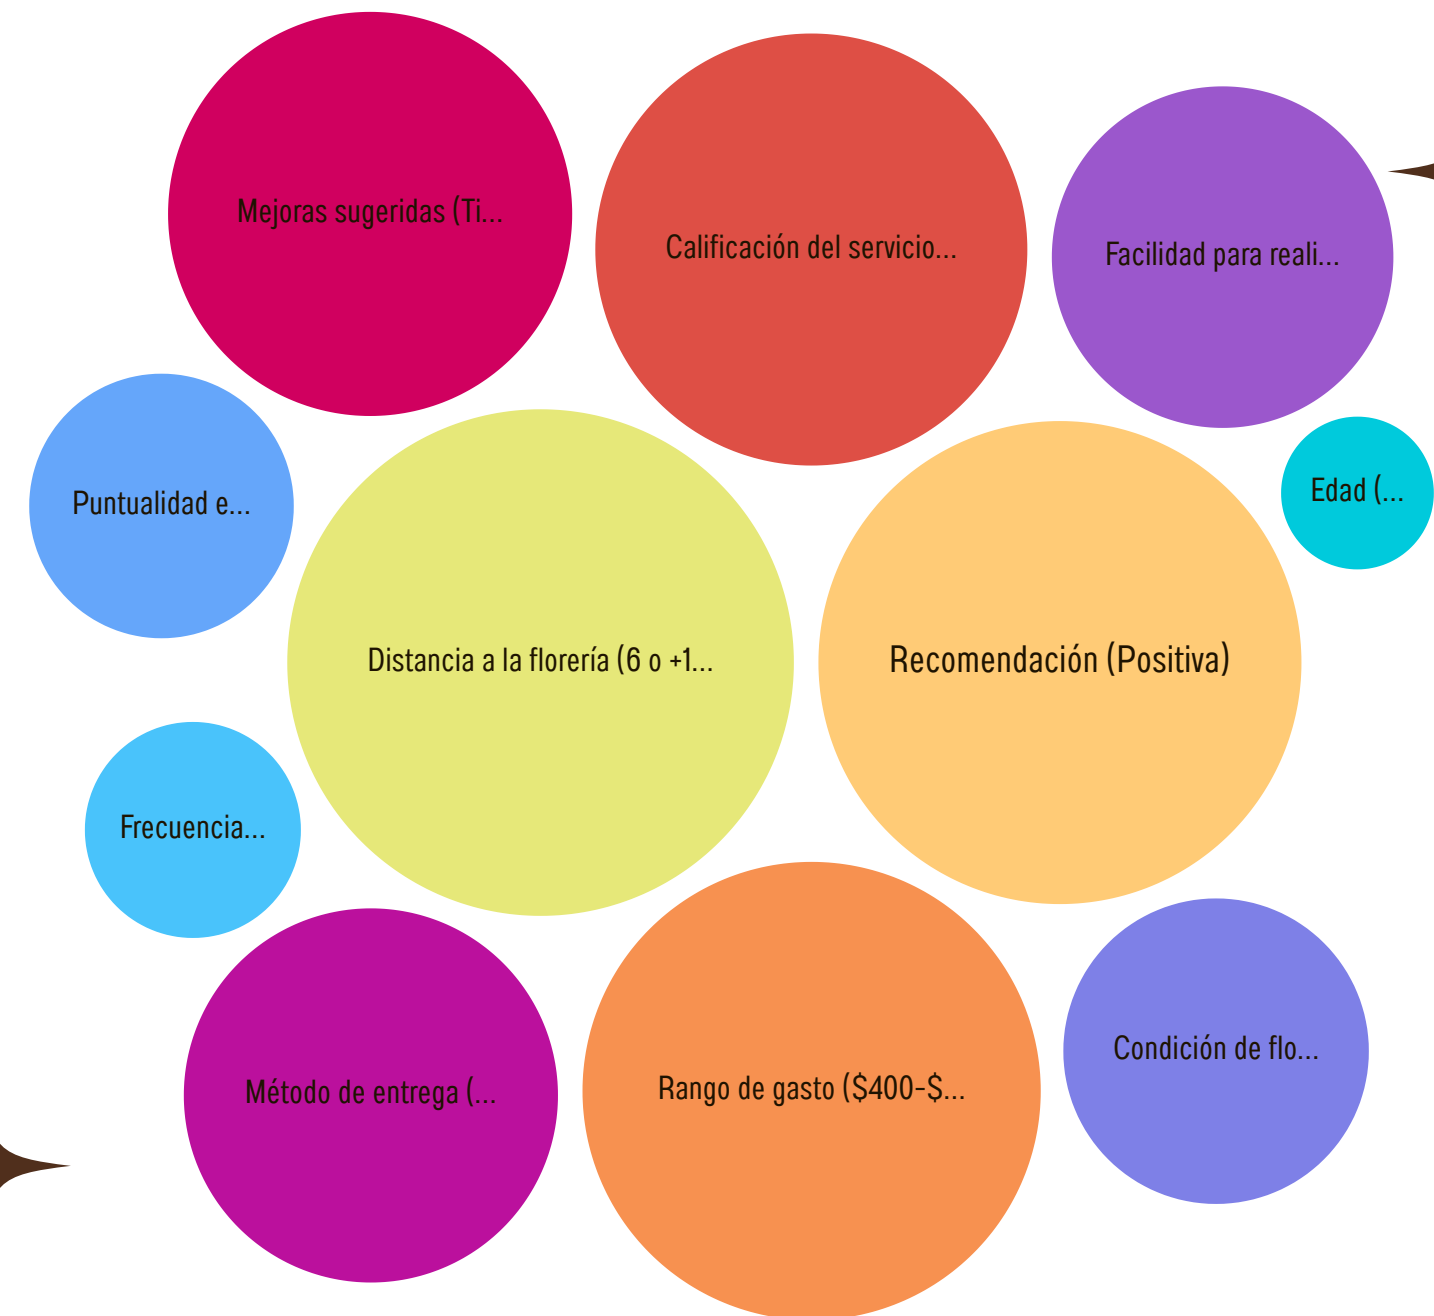 Mejoras sugeridas (Ti...
Calificación del servicio...
Facilidad para reali...
Puntualidad e...
Edad (...
Distancia a la florería (6 o +1...
Recomendación (Positiva)
Frecuencia...
Método de entrega (...
Rango de gasto ($400-$...
Condición de flo...